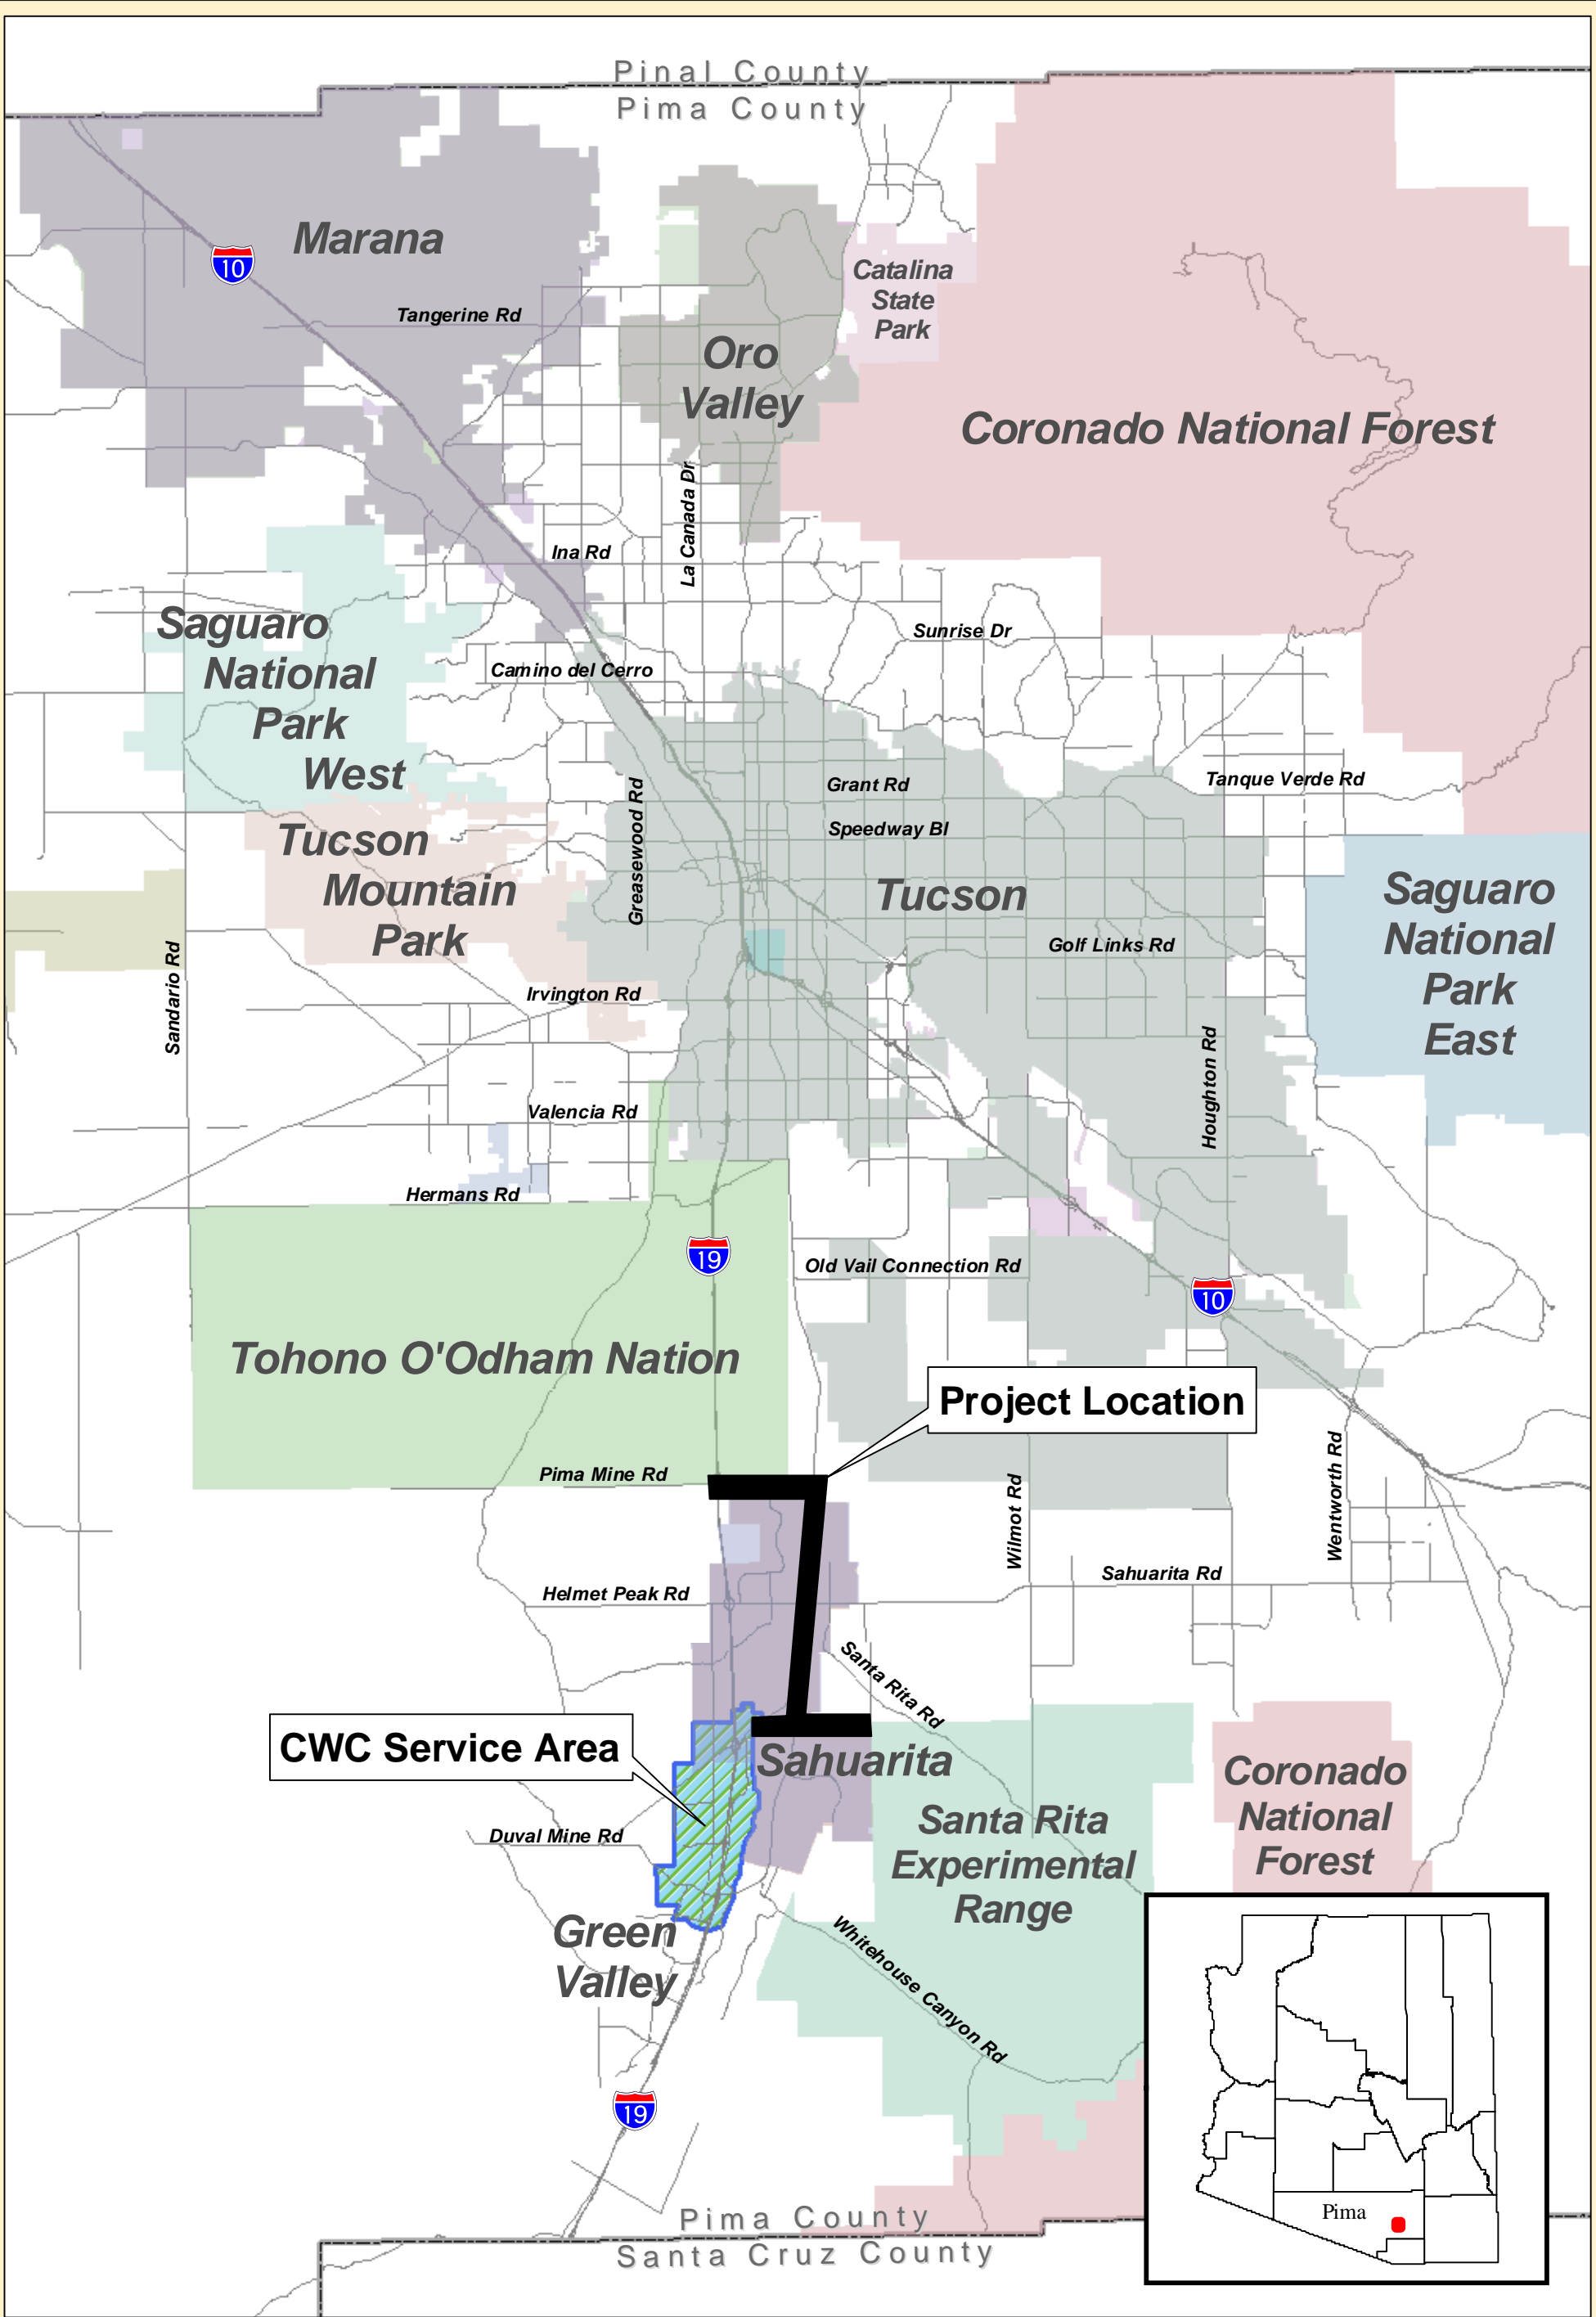 Pinal County
Pima County
Marana
10
Catalina
State
Park
Tangerine Rd
Oro
Valley
Coronado National Forest
La Canada Dr
Ina Rd
Saguaro
National
Park
West
Sunrise Dr
Camino del Cerro
Grant Rd
Tanque Verde Rd
Greasewood Rd
Speedway Bl
Tucson
Mountain
Park
Tucson
Saguaro
National
Park
East
Golf Links Rd
Sandario Rd
Irvington Rd
Houghton Rd
Valencia Rd
Hermans Rd
19
Old Vail Connection Rd
10
Tohono O'Odham Nation
Project Location
Pima Mine Rd
Wilmot Rd
Wentworth Rd
Sahuarita Rd
Helmet Peak Rd
Santa Rita Rd
CWC Service Area
Sahuarita
Coronado
National
Forest
Santa Rita
Experimental
Range
Duval Mine Rd
Green
Valley
Whitehouse Canyon Rd
19
Pima County
Santa Cruz County
Pima